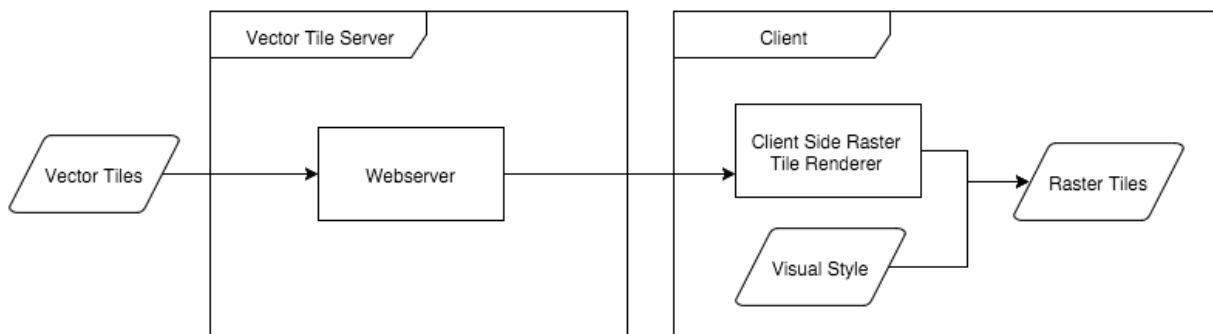 Vector Tile Server
Client
Vector Tiles
Webserver
Client Side Raster
Tile Renderer
Raster Tiles
Visual Style